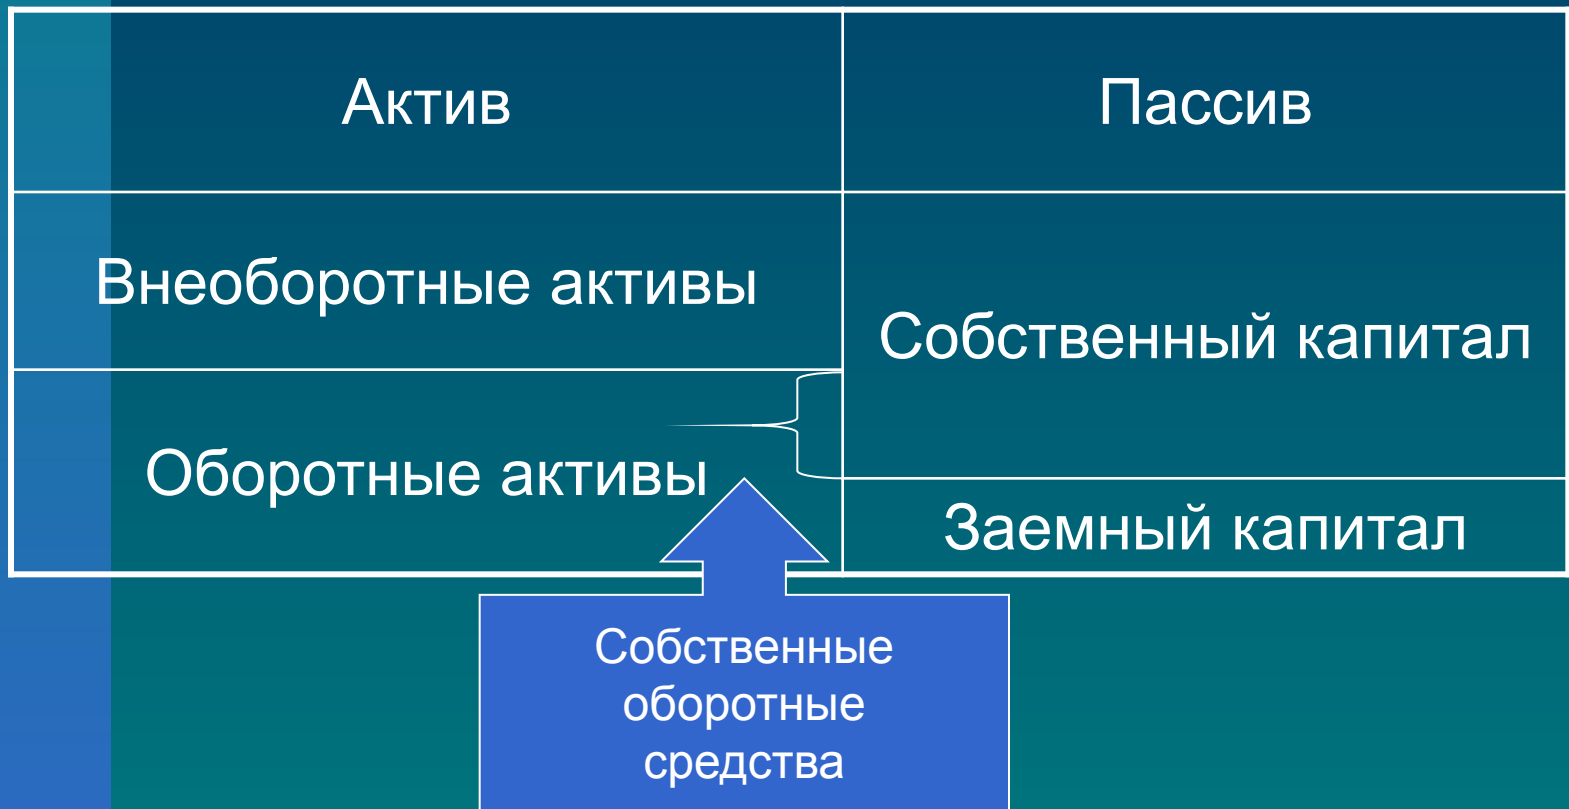 Актив
Пассив
Внеоборотные активы
Собственный капитал
Оборотные активы
Заемный капитал
Собственные
оборотные
средства